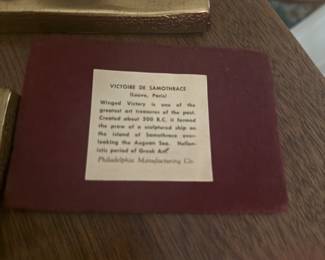 VICTOIRE DE SAMOTHRACE
(Louvre, Paris)
Winged Victory is one of the
greatest art treasures of the past.
Created about 300 B.C. it formed
the prow of a sculptured ship on
the island of Samothrace over-
looking the Aegean Sea. Hellen-
istic period of Greek Art.
Philadelphia Manufacturing Co.